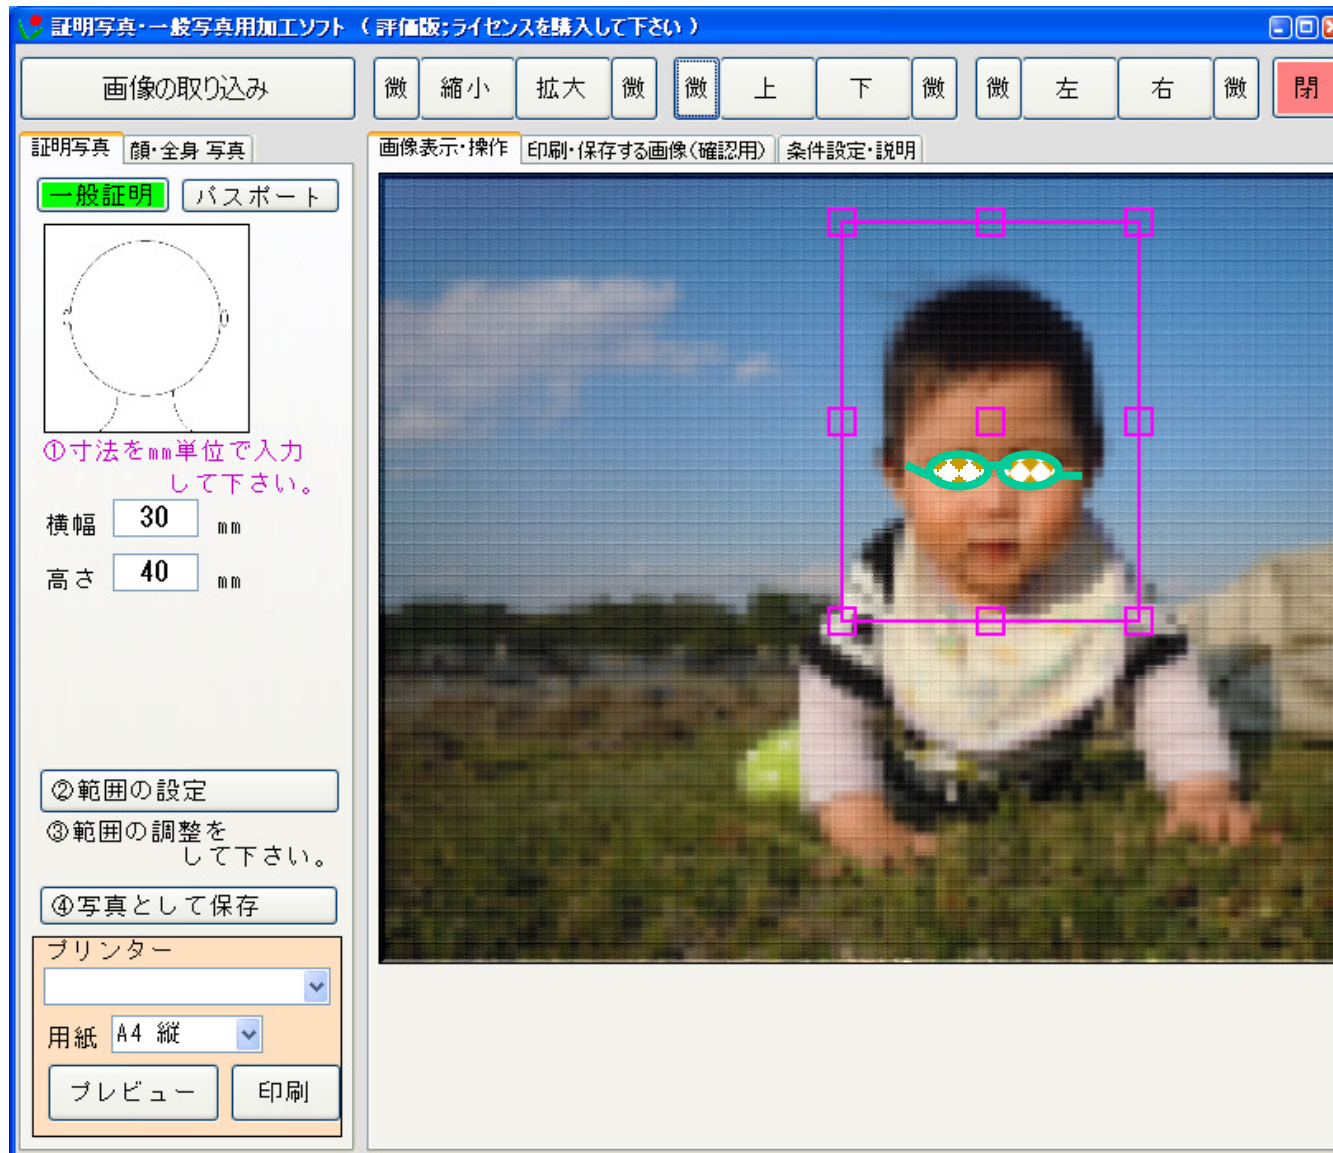 証明写真・一般写真用加工ソフト （ 評価版;ライセンスを購入して下さい ）
画像の取り込み 微 縮小 拡大 微 微 上 下 微 微 左 右 微 閉
証明写真 顔・全身 写真 画像表示・操作 印刷・保存する画像（確認用） 条件設定・説明
一般証明 パスポート
①寸法をmm単位で入力
して下さい。
横幅 30 mm
高さ 40 mm
②範囲の設定
③範囲の調整を
して下さい。
④写真として保存
プリンター
用紙 A4 縦
プレビュー 印刷